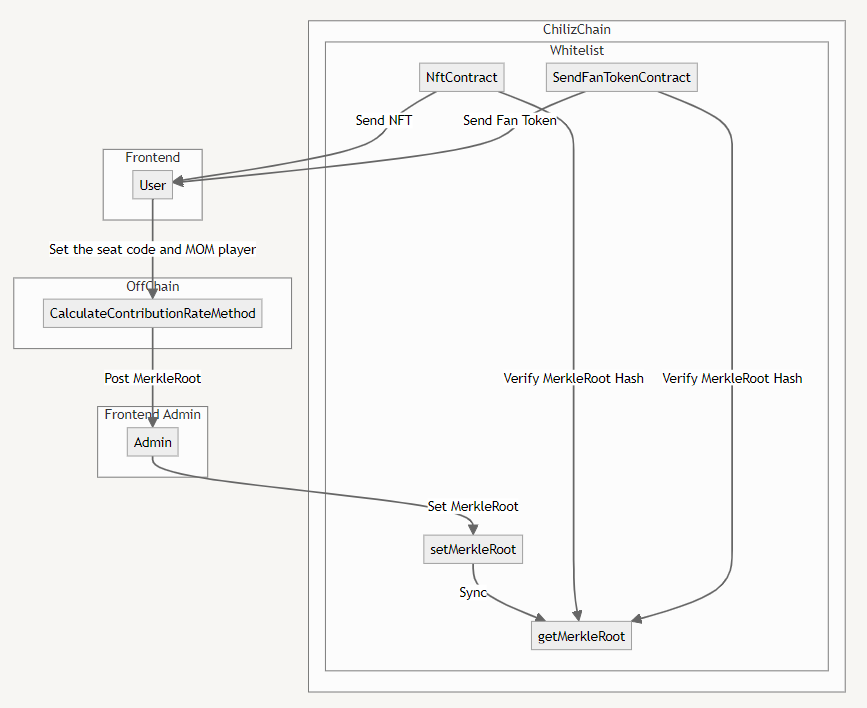 ChilizChain
Whitelist
NftContract
SendFanTokenContract
Send NFT
Send Fan Token
Frontend
User
Set the seat code and MOM player
OffChain
CalculateContributionRateMethod
Post MerkleRoot
Verify MerkleRoot Hash
Verify MerkleRoot Hash
Frontend Admin
Admin
Set MerkleRoot
setMerkleRoot
Sync
getMerkleRoot